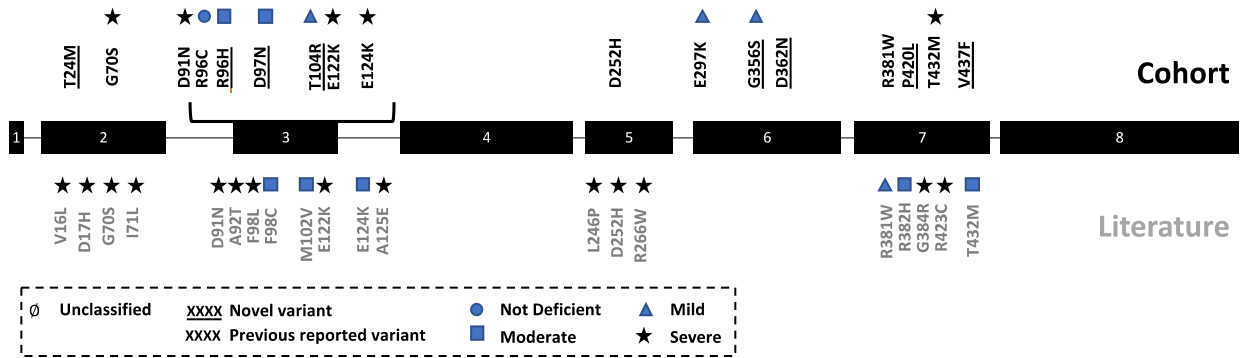 T24M G70S D91N R96C R96H D97N T104R E122K E124K D252H E297K G356S D362N R381W P420L T432M V437F
Cohort
1 2 3 4 5 6 7 8
V16L D17H G70S I71L D91N A92T F98L F98C M102V E122K E124K A125E L246P D252H R266W R381W R382H G384R R423C T432M
Literature
Ø Unclassified XXXX Novel variant Not Deficient Mild
XXXX Previous reported variant Moderate Severe